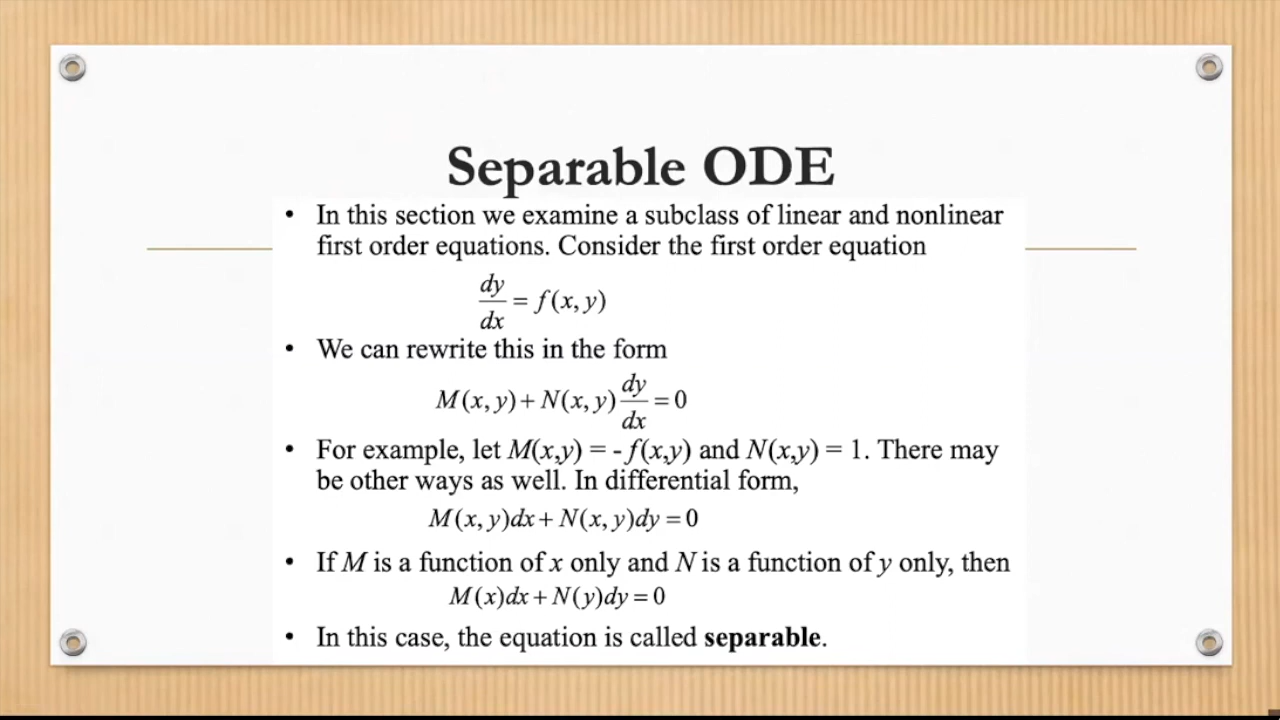 Separable ODE
• In this section we examine a subclass of linear and nonlinear
first order equations. Consider the first order equation
dy/dx = f(x, y)
• We can rewrite this in the form
M(x, y) + N(x, y) dy/dx = 0
• For example, let M(x,y) = - f(x,y) and N(x,y) = 1. There may
be other ways as well. In differential form,
M(x, y)dx + N(x, y)dy = 0
• If M is a function of x only and N is a function of y only, then
M(x)dx + N(y)dy = 0
• In this case, the equation is called separable.